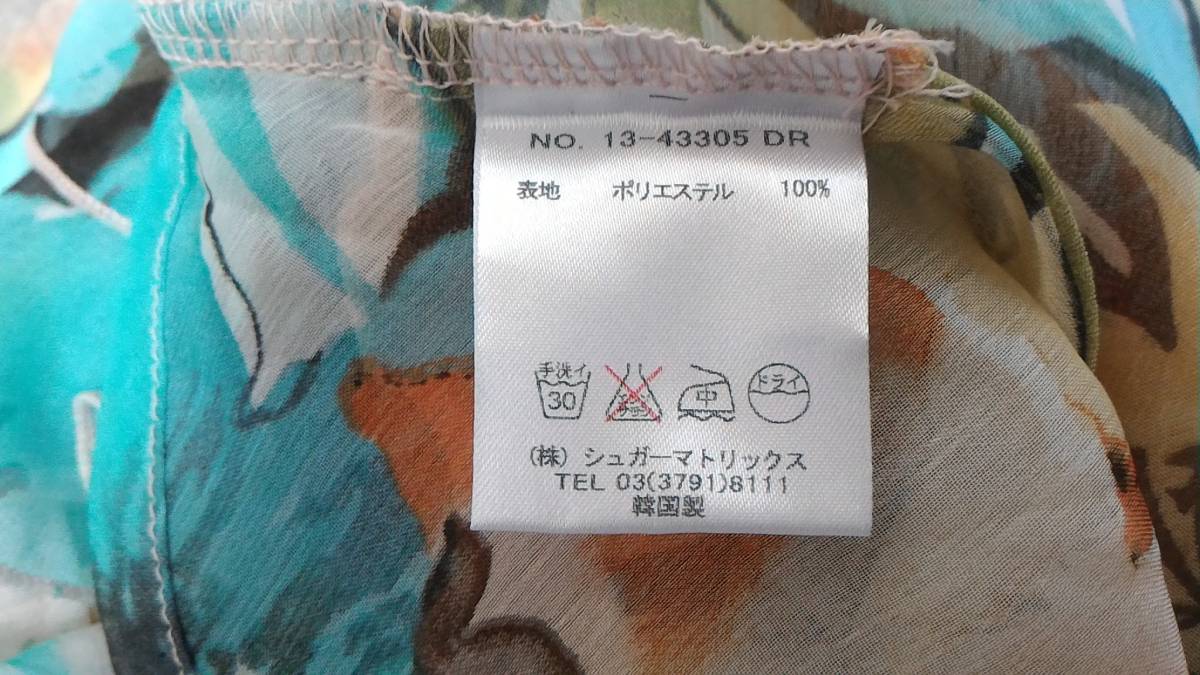 NO. 13-43305 DR
表地 ポリエステル 100%
手洗イ 30 中 ドライ
(株) シュガーマトリックス
TEL 03(3791)8111
韓国製